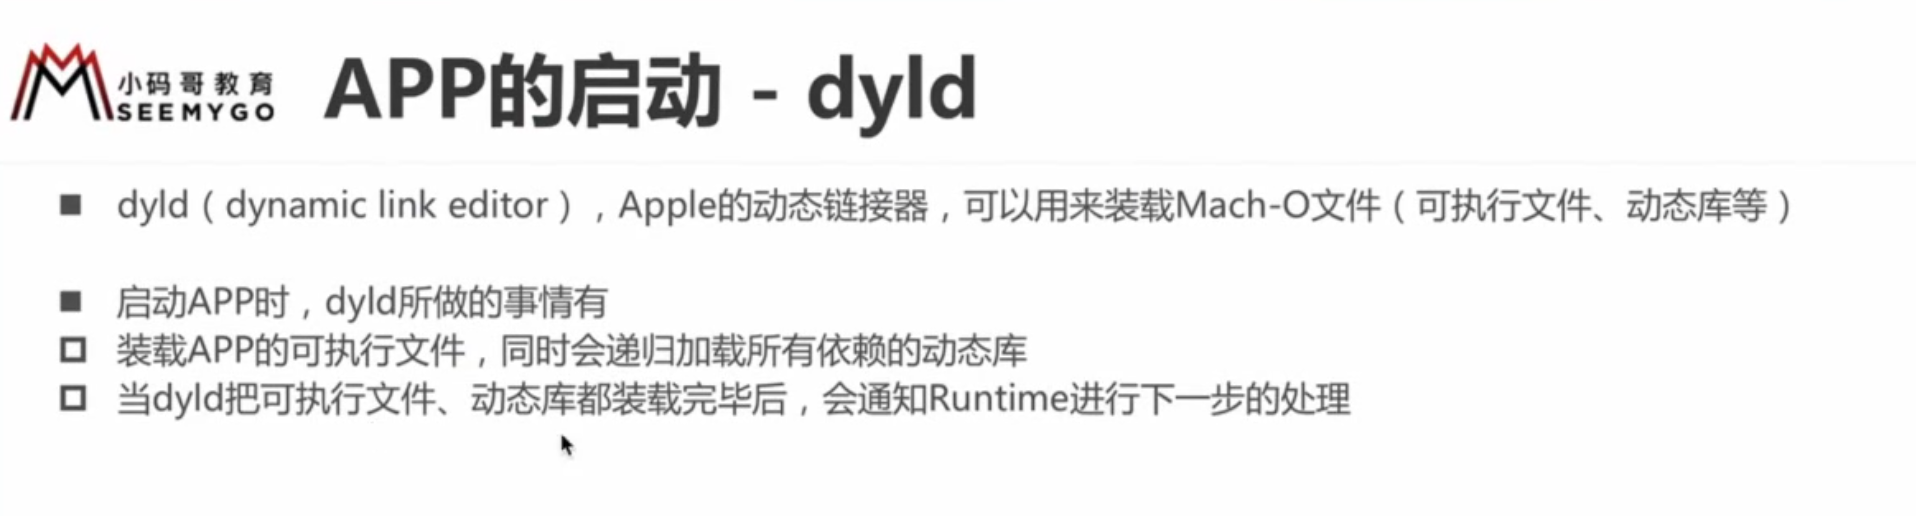 小码哥教育
SEEMYGO
APP的启动 - dyld
dyld（dynamic link editor），Apple的动态链接器，可以用来装载Mach-O文件（可执行文件、动态库等）
启动APP时，dyld所做的事情有
装载APP的可执行文件，同时会递归加载所有依赖的动态库
当dyld把可执行文件、动态库都装载完毕后，会通知Runtime进行下一步的处理